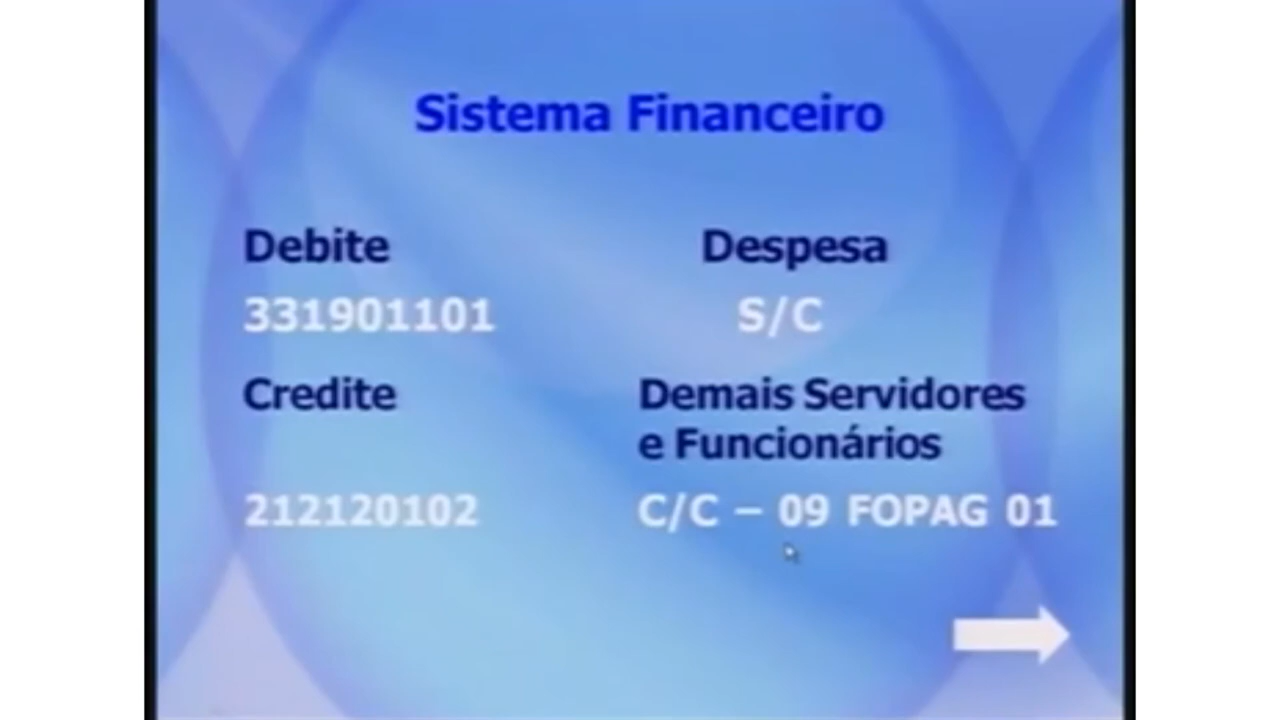 Sistema Financeiro
Debite Despesa
331901101 S/C
Credite Demais Servidores
e Funcionários
212120102 C/C – 09 FOPAG 01